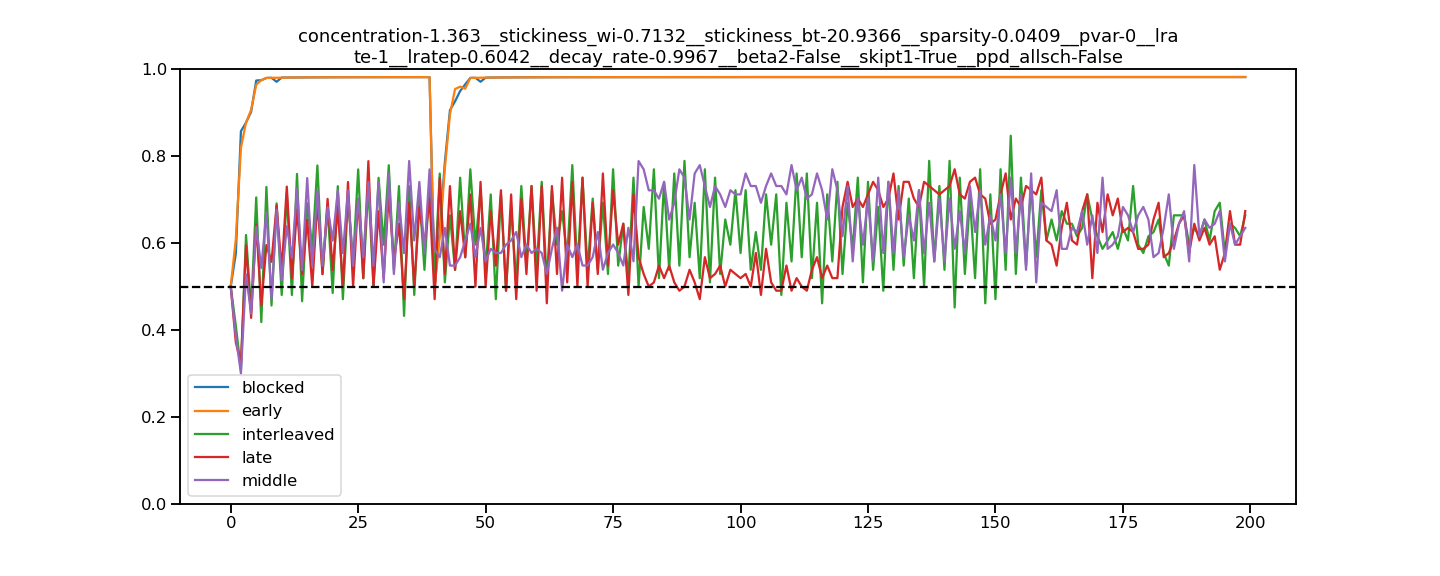 concentration-1.363__stickiness_wi-0.7132__stickiness_bt-20.9366__sparsity-0.0409__pvar-0__lra
te-1__lratep-0.6042__decay_rate-0.9967__beta2-False__skipt1-True__ppd_allsch-False
1.0
0.8
0.6
0.4
0.2
0.0
blocked
early
interleaved
late
middle
0 25 50 75 100 125 150 175 200